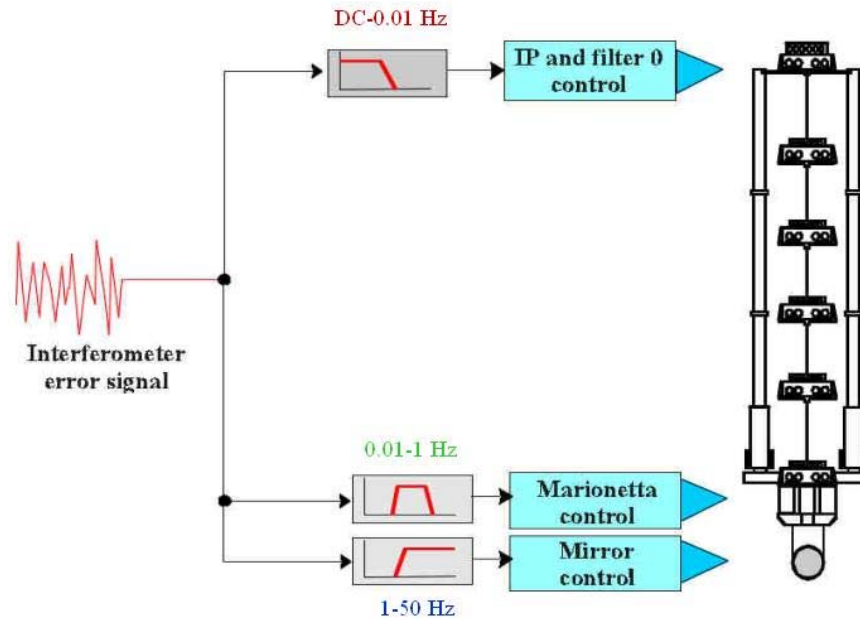 DC-0.01 Hz
IP and filter 0
control
Interferometer
error signal
0.01-1 Hz
Marionetta
control
Mirror
control
1-50 Hz